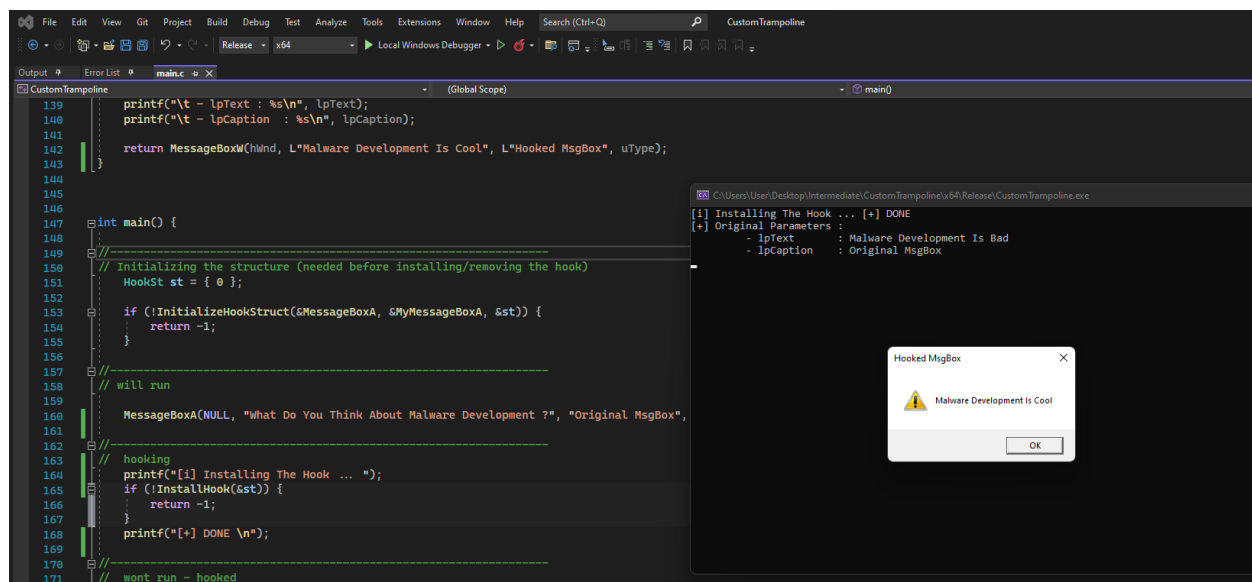 File Edit View Git Project Build Debug Test Analyze Tools Extensions Window Help Search (Ctrl+Q) CustomTrampoline
Release x64 Local Windows Debugger
Output Error List main.c
CustomTrampoline (Global Scope) main()
139 printf("\t - lpText : %s\n", lpText);
140 printf("\t - lpCaption  : %s\n", lpCaption);
141
142 return MessageBoxW(hWnd, L"Malware Development Is Cool", L"Hooked MsgBox", uType);
143 }
144
145
146
147 int main() {
148
149 //----------------------------------------------------------------
150 // Initializing the structure (needed before installing/removing the hook)
151 HookSt st = { 0 };
152
153 if (!InitializeHookStruct(&MessageBoxA, &MyMessageBoxA, &st)) {
154 return -1;
155 }
156
157 //----------------------------------------------------------------
158 // will run
159
160 MessageBoxA(NULL, "What Do You Think About Malware Development ?", "Original MsgBox",
161
162 //----------------------------------------------------------------
163 //  hooking
164 printf("[i] Installing The Hook ... ");
165 if (!InstallHook(&st)) {
166 return -1;
167 }
168 printf("[+] DONE \n");
169
170 //----------------------------------------------------------------
171 //  wont run - hooked
C:\Users\User\Desktop\Intermediate\CustomTrampoline\x64\Release\CustomTrampoline.exe
[i] Installing The Hook ... [+] DONE
[+] Original Parameters :
- lpText : Malware Development Is Bad
- lpCaption : Original MsgBox
Hooked MsgBox
Malware Development Is Cool
OK